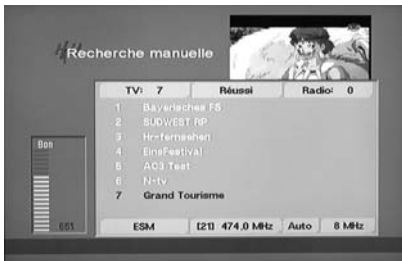 Recherche manuelle
TV: 7 Réussi Radio: 0
1 Bayerisches FS
2 SUDWEST RP
3 Hr-fernsehen
4 EinsFestival
5 AC3 Test
6 N-tv
7 Grand Tourisme
Bon
66%
ESM [21] 474.0 MHz Auto 8 MHz